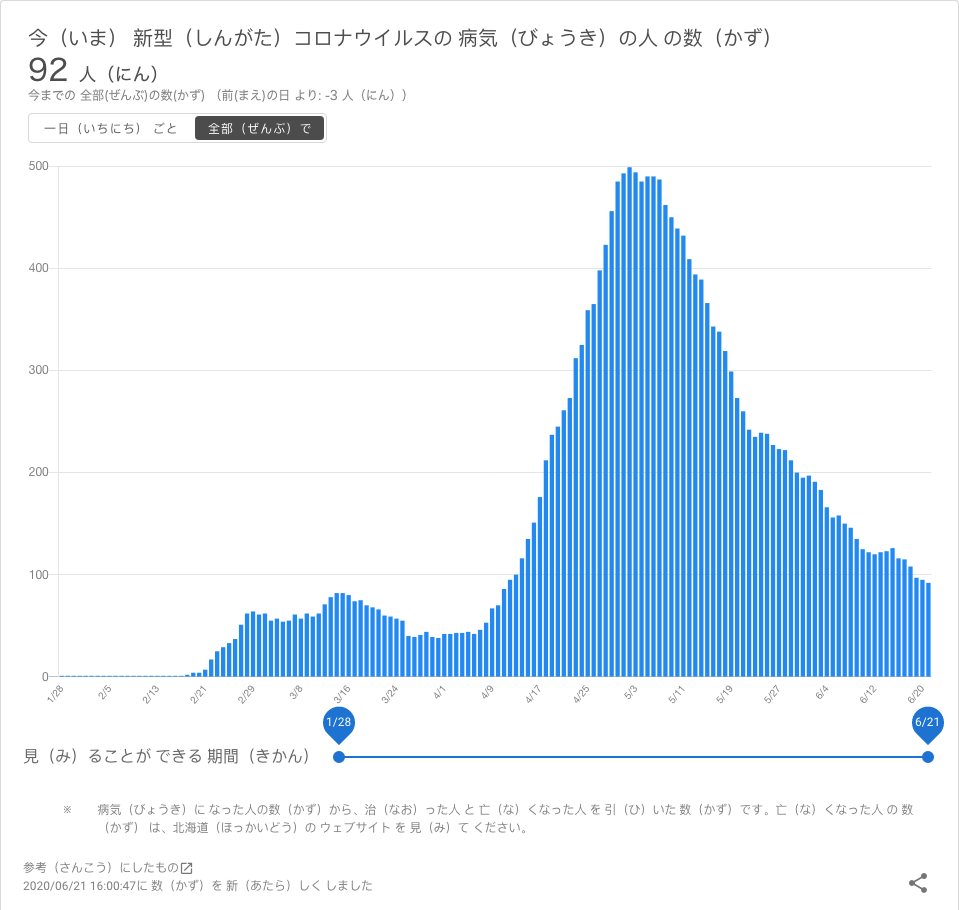 今（いま） 新型（しんがた）コロナウイルスの 病気（びょうき）の人 の数（かず）
92 人（にん）
今までの 全部(ぜんぶ)の数(かず) （前(まえ)の日 より: -3 人（にん））
一日（いちにち） ごと 全部（ぜんぶ）で
500
400
300
200
100
0
1/28 2/5 2/13 2/21 2/29 3/8 3/16 3/24 4/1 4/9 4/17 4/25 5/3 5/11 5/19 5/27 6/4 6/12 6/20
1/28 6/21
見（み）ることが できる 期間（きかん）
※ 病気（びょうき）に なった人の数（かず）から、治（なお）った人 と 亡（な）くなった人 を 引（ひ）いた 数（かず）です。亡（な）くなった人 の 数
（かず） は、北海道（ほっかいどう）の ウェブサイト を 見（み）て ください。
参考（さんこう）にしたもの
2020/06/21 16:00:47に 数（かず）を 新（あたら）しく しました